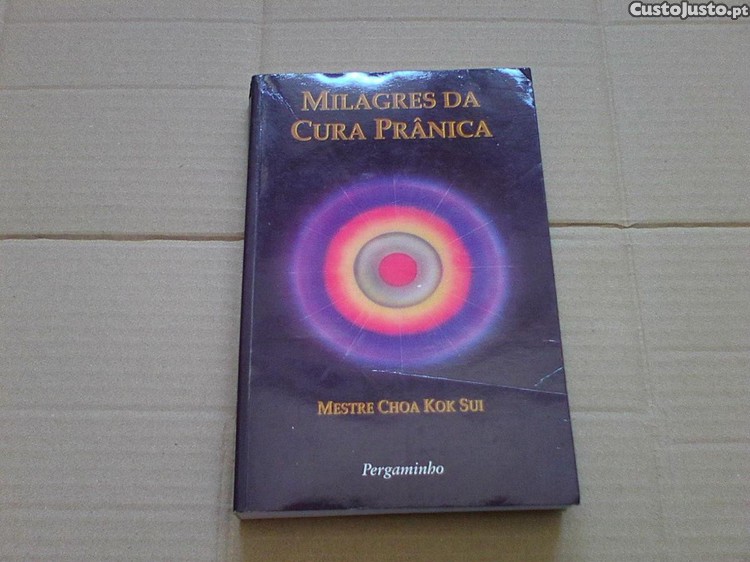 CustoJusto.pt
MILAGRES DA
CURA PRÂNICA
MESTRE CHOA KOK SUI
Pergaminho